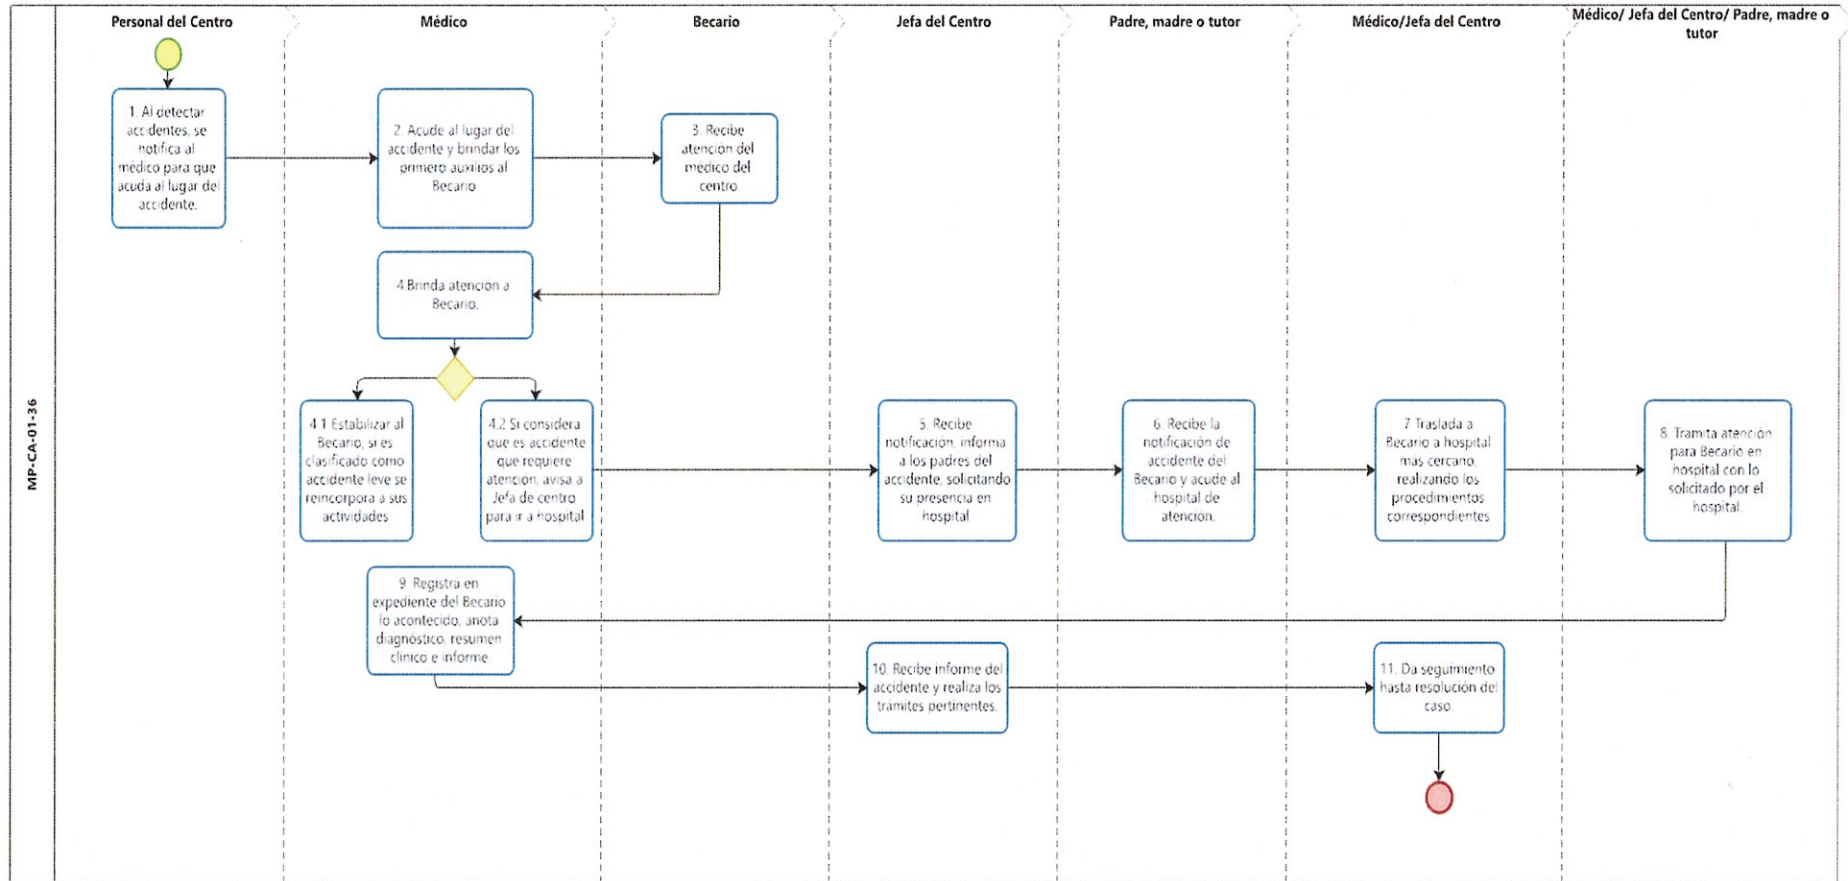 Personal del Centro
Médico
Becario
Jefa del Centro
Padre, madre o tutor
Médico/Jefa del Centro
Médico/ Jefa del Centro/ Padre, madre o
tutor
MP-CA-01-36
1. Al detectar
accidentes, se
notifica al
médico para que
acuda al lugar del
accidente.
2. Acude al lugar del
accidente y brindar los
primero auxilios al
Becario
3. Recibe
atención del
médico del
centro.
4.Brinda atención a
Becario.
4.1 Estabilizar al
Becario, si es
clasificado como
accidente leve se
reincorpora a sus
actividades
4.2 Si considera
que es accidente
que requiere
atención, avisa a
Jefa de centro
para ir a hospital
5. Recibe
notificación, informa
a los padres del
accidente, solicitando
su presencia en
hospital
6. Recibe la
notificación de
accidente del
Becario y acude al
hospital de
atención.
7 Traslada a
Becario a hospital
más cercano,
realizando los
procedimientos
correspondientes
8. Tramita atención
para Becario en
hospital con lo
solicitado por el
hospital.
9 Registra en
expediente del Becario
lo acontecido, anota
diagnóstico, resumen
clínico e informe.
10. Recibe informe del
accidente y realiza los
trámites pertinentes.
11. Da seguimiento
hasta resolución del
caso.